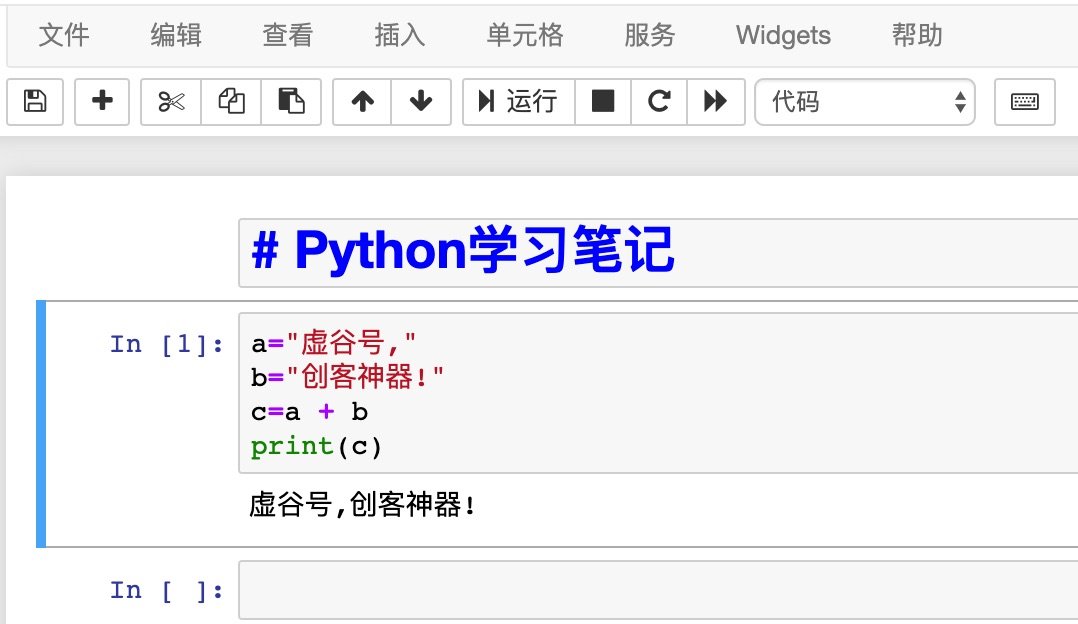 文件 编辑 查看 插入 单元格 服务 Widgets 帮助
运行 代码
# Python学习笔记
In [1]: a="虚谷号,"
b="创客神器!"
c=a + b
print(c)
虚谷号,创客神器!
In [ ]: